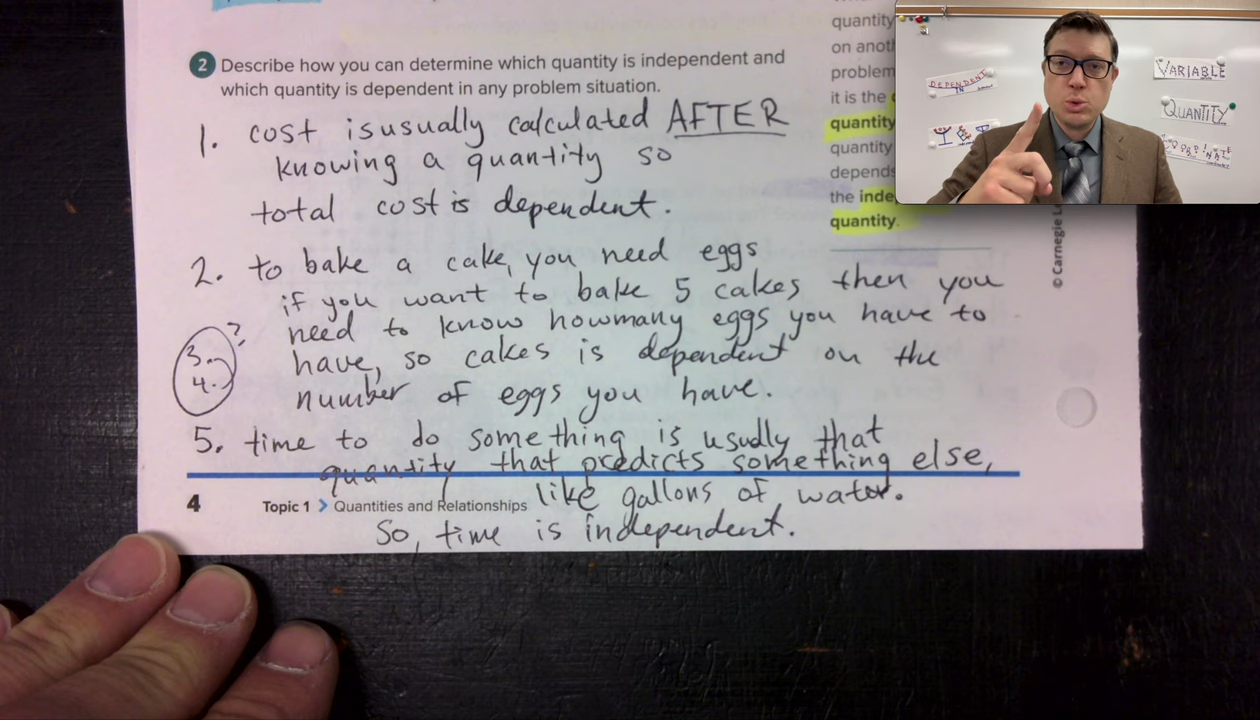 2 Describe how you can determine which quantity is independent and
which quantity is dependent in any problem situation.
1. cost is usually calculated AFTER
knowing a quantity so
total cost is dependent.
2. to bake a cake, you need eggs
if you want to bake 5 cakes then you
need to know how many eggs you have to
have, so cakes is dependent on the
number of eggs you have.
3. ?
4.
5. time to do something is usually that
quantity that predicts something else,
like gallons of water.
So, time is independent.
4 Topic 1 > Quantities and Relationships
quantity
on anot
problem
it is the
quantity
quantity
depends
the inde
quantity.
© Carnegie L
DEPENDENT
IN
VARIABLE
QUANTITY